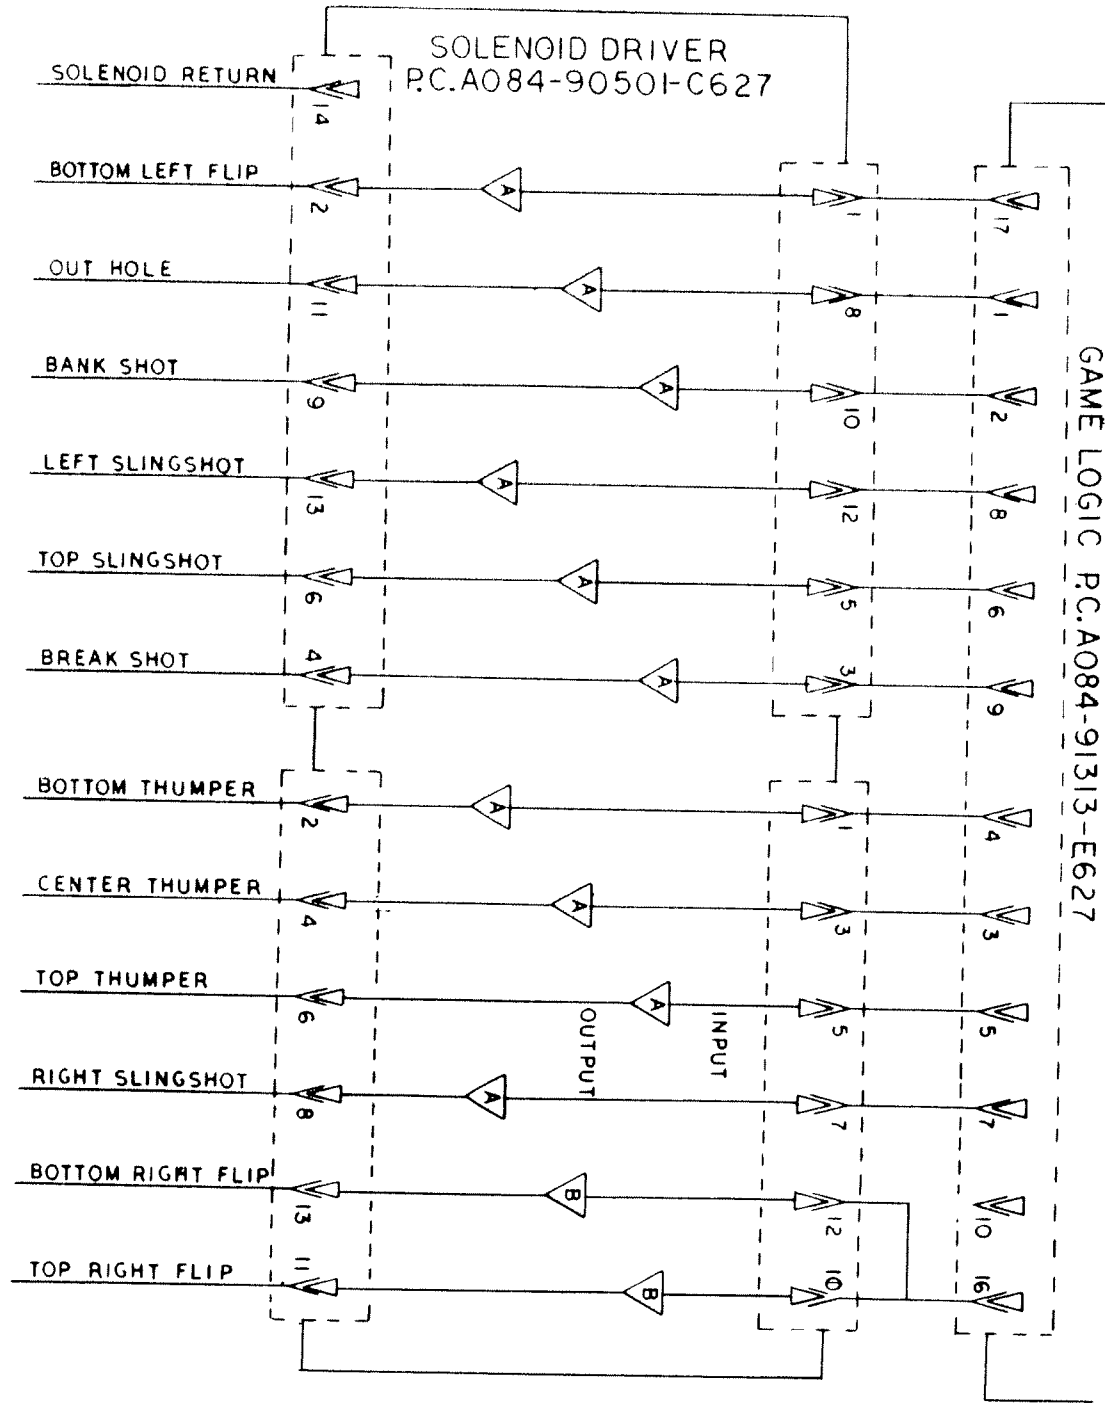 SOLENOID DRIVER
P.C.A084-90501-C627
SOLENOID RETURN
14
BOTTOM LEFT FLIP
2
A
1
17
OUT HOLE
11
A
8
1
BANK SHOT
9
A
10
2
LEFT SLINGSHOT
13
A
12
8
TOP SLINGSHOT
6
A
5
6
BREAK SHOT
4
A
3
9
BOTTOM THUMPER
2
A
1
4
CENTER THUMPER
4
A
3
3
TOP THUMPER
6
A
5
5
OUTPUT
INPUT
RIGHT SLINGSHOT
8
A
7
7
BOTTOM RIGHT FLIP
13
B
12
10
TOP RIGHT FLIP
11
B
10
16
GAME LOGIC P.C.A084-91313-E627